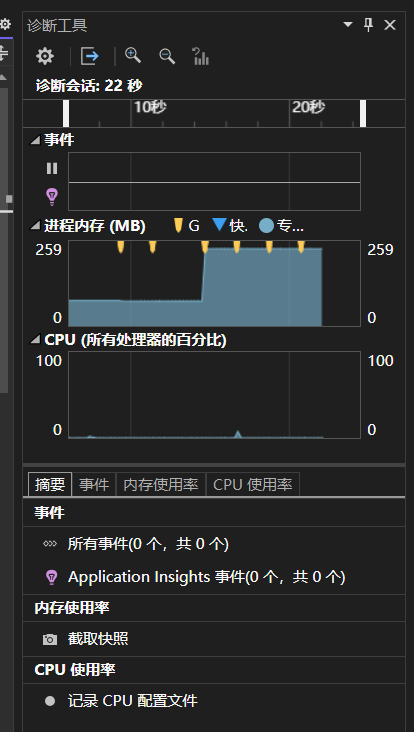 诊断工具
诊断会话: 22 秒
10秒 20秒
事件
进程内存 (MB) G 快. 专...
259 259
0 0
CPU (所有处理器的百分比)
100 100
0 0
摘要 事件 内存使用率 CPU 使用率
事件
所有事件(0 个，共 0 个)
Application Insights 事件(0 个，共 0 个)
内存使用率
截取快照
CPU 使用率
记录 CPU 配置文件